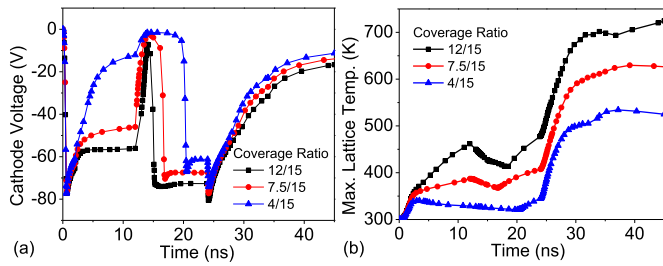 0
-20
-40
-60
-80
Cathode Voltage (V)
Coverage Ratio
12/15
7.5/15
4/15
0 10 20 30 40
(a) Time (ns)
700
600
500
400
300
Max. Lattice Temp. (K)
Coverage Ratio
12/15
7.5/15
4/15
0 10 20 30 40
(b) Time (ns)